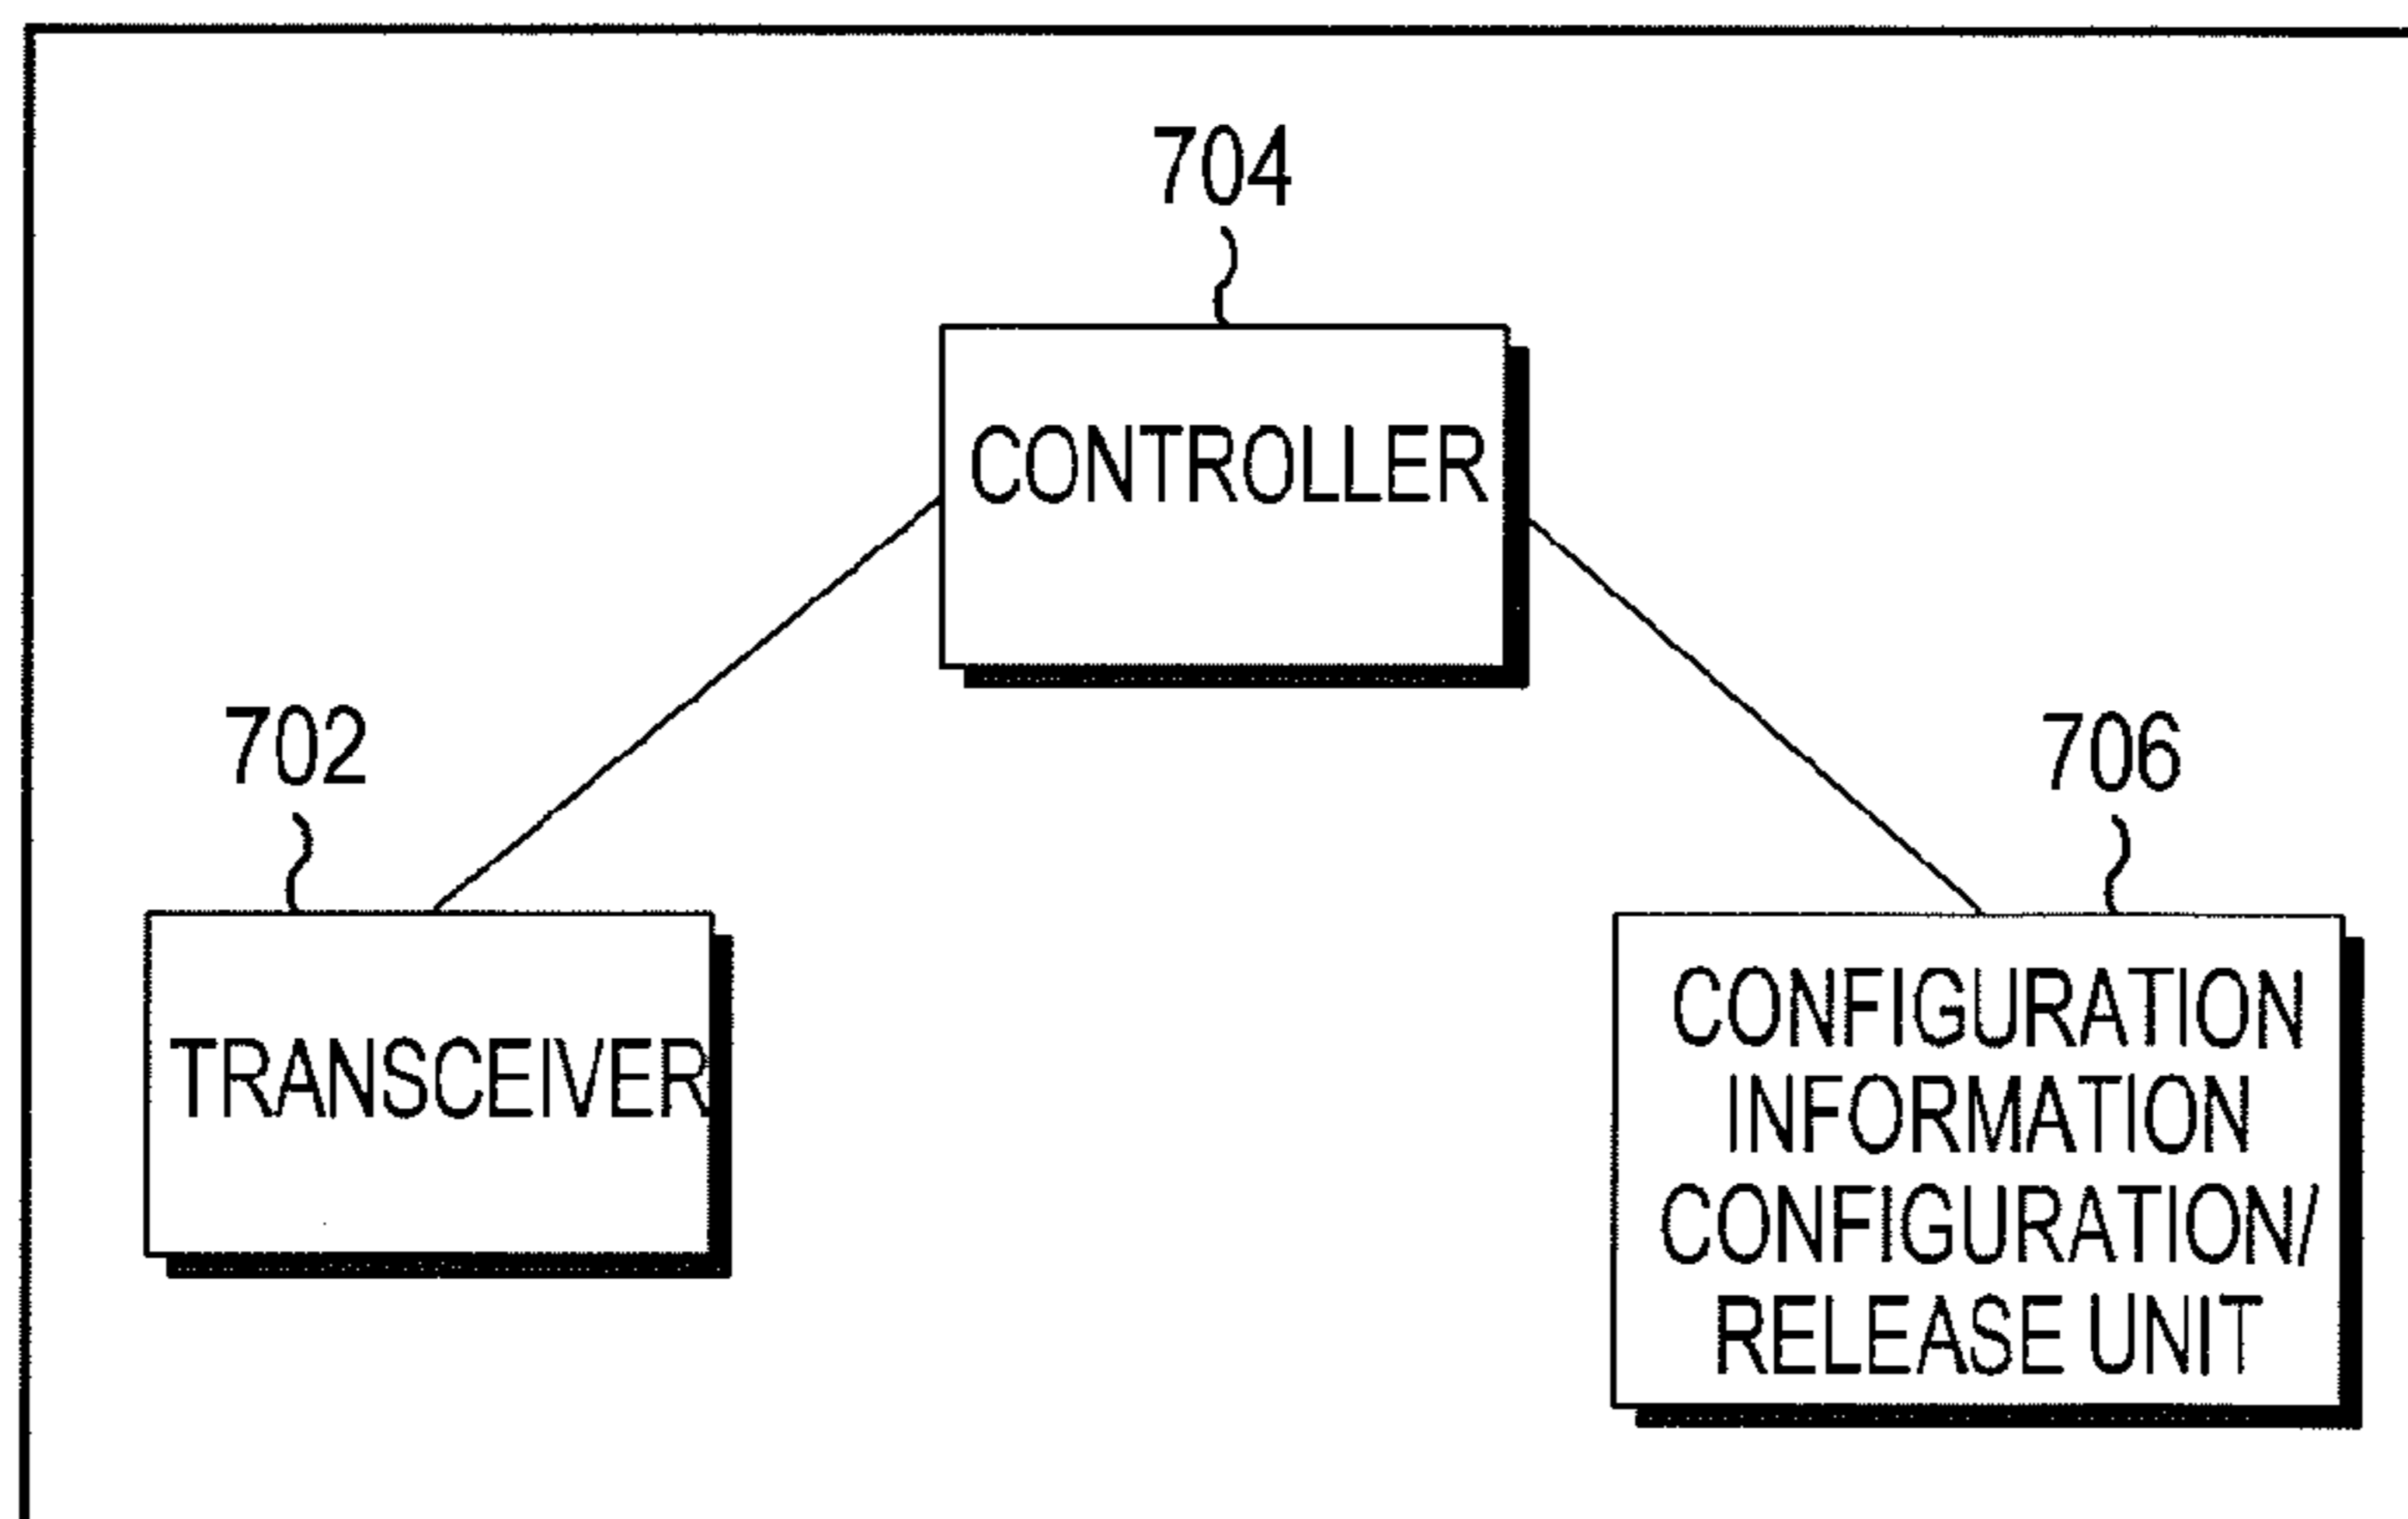 704
CONTROLLER
702
TRANSCEIVER
706
CONFIGURATION
INFORMATION
CONFIGURATION/
RELEASE UNIT